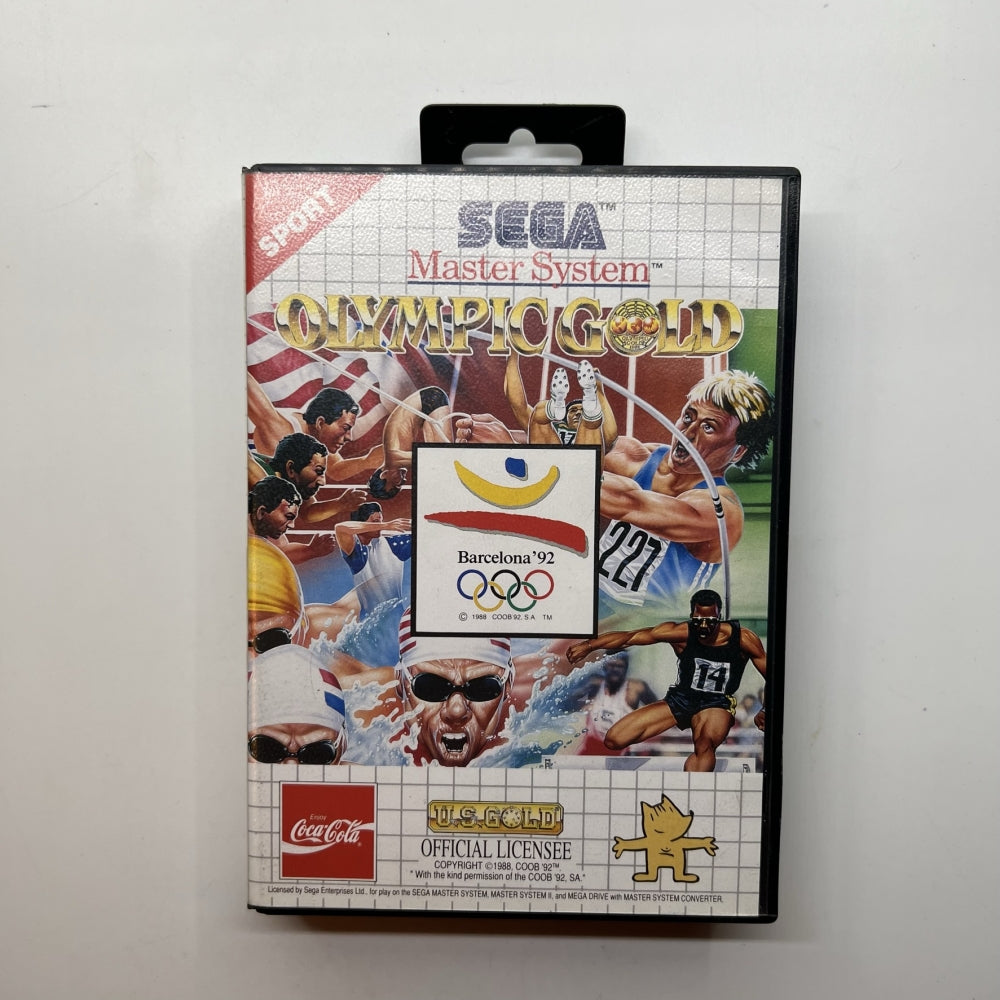 SPORT
SEGA™
Master System™
OLYMPIC GOLD
227
Barcelona '92
© 1988 COOB 92, S.A TM
14
Enjoy
Coca-Cola®
U.S. GOLD
OFFICIAL LICENSEE
COPYRIGHT ©1988, COOB '92™.
" With the kind permission of the COOB '92, SA."
Licensed by Sega Enterprises Ltd. for play on the SEGA MASTER SYSTEM, MASTER SYSTEM II, and MEGA DRIVE with MASTER SYSTEM CONVERTER.